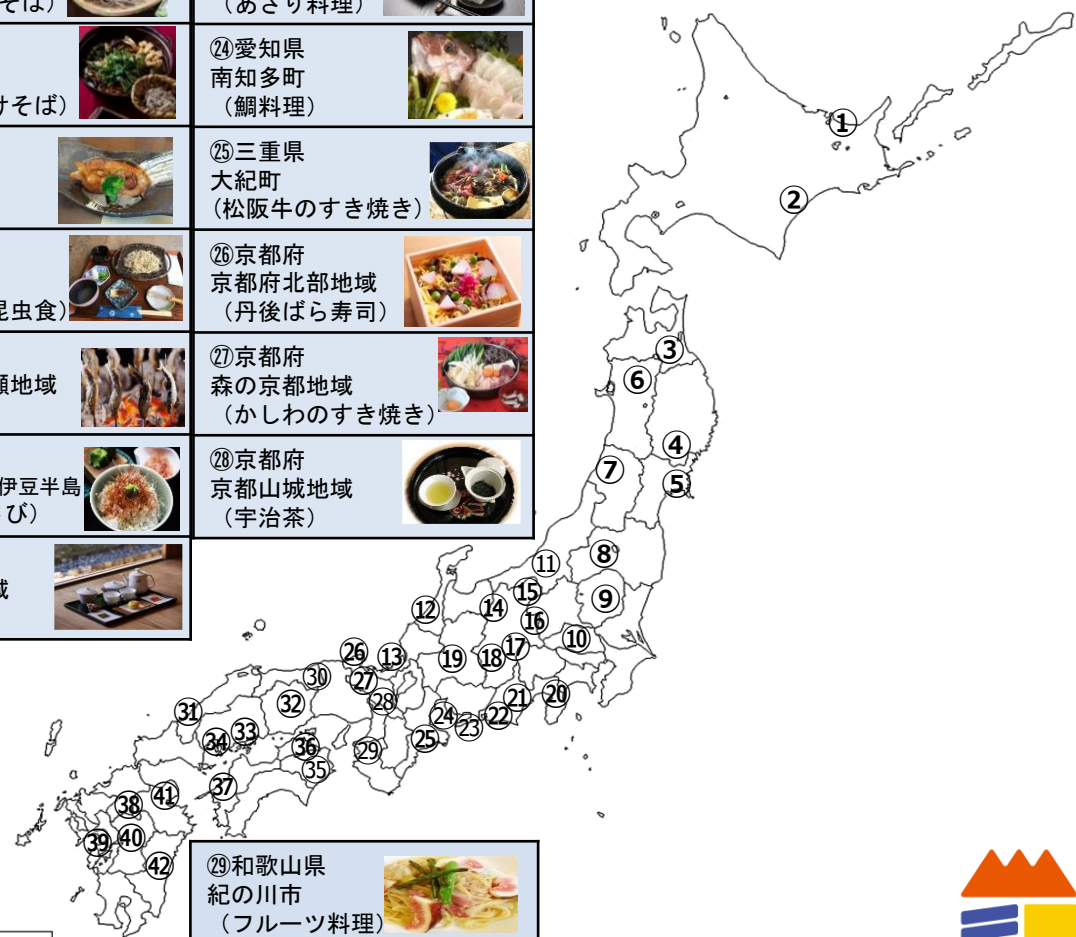 そば）
けそば）
昆虫食）
瀬地域
伊豆半島
さび）
域
（あさり料理）
㉔愛知県
南知多町
（鯛料理）
㉕三重県
大紀町
（松阪牛のすき焼き）
㉖京都府
京都府北部地域
（丹後ばら寿司）
㉗京都府
森の京都地域
（かしわのすき焼き）
㉘京都府
京都山城地域
（宇治茶）
㉙和歌山県
紀の川市
（フルーツ料理）
①
②
③
⑥
④
⑦
⑤
⑧
⑪
⑨
⑮
⑭
⑫
⑯
⑩
⑰
⑲
⑱
⑬
㉖
㉚
㉗
㉘
㉜
㉑
⑳
㉛
㉔
㉒
㉓
㉝
㉞
㉕
㊱
㉙
㉟
㊲
㊶
㊳
㊵
㊴
㊷